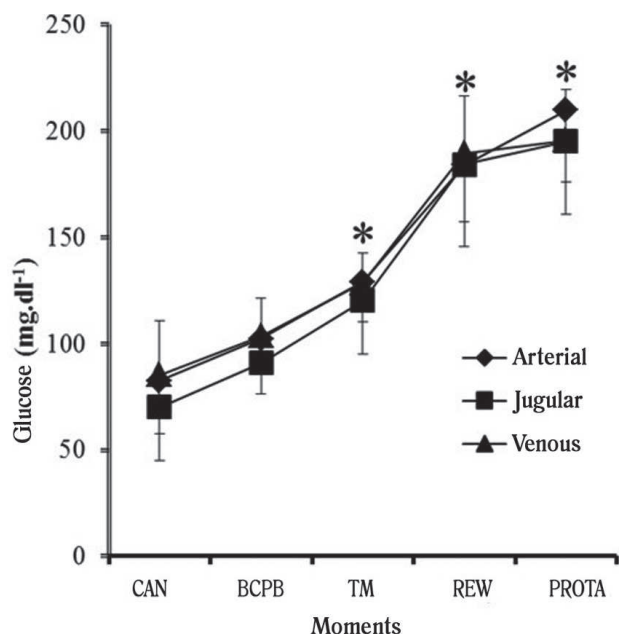 250
200
150
100
50
0
Glucose (mg.dl-1)
*
*
*
Arterial
Jugular
Venous
CAN BCPB TM REW PROTA
Moments